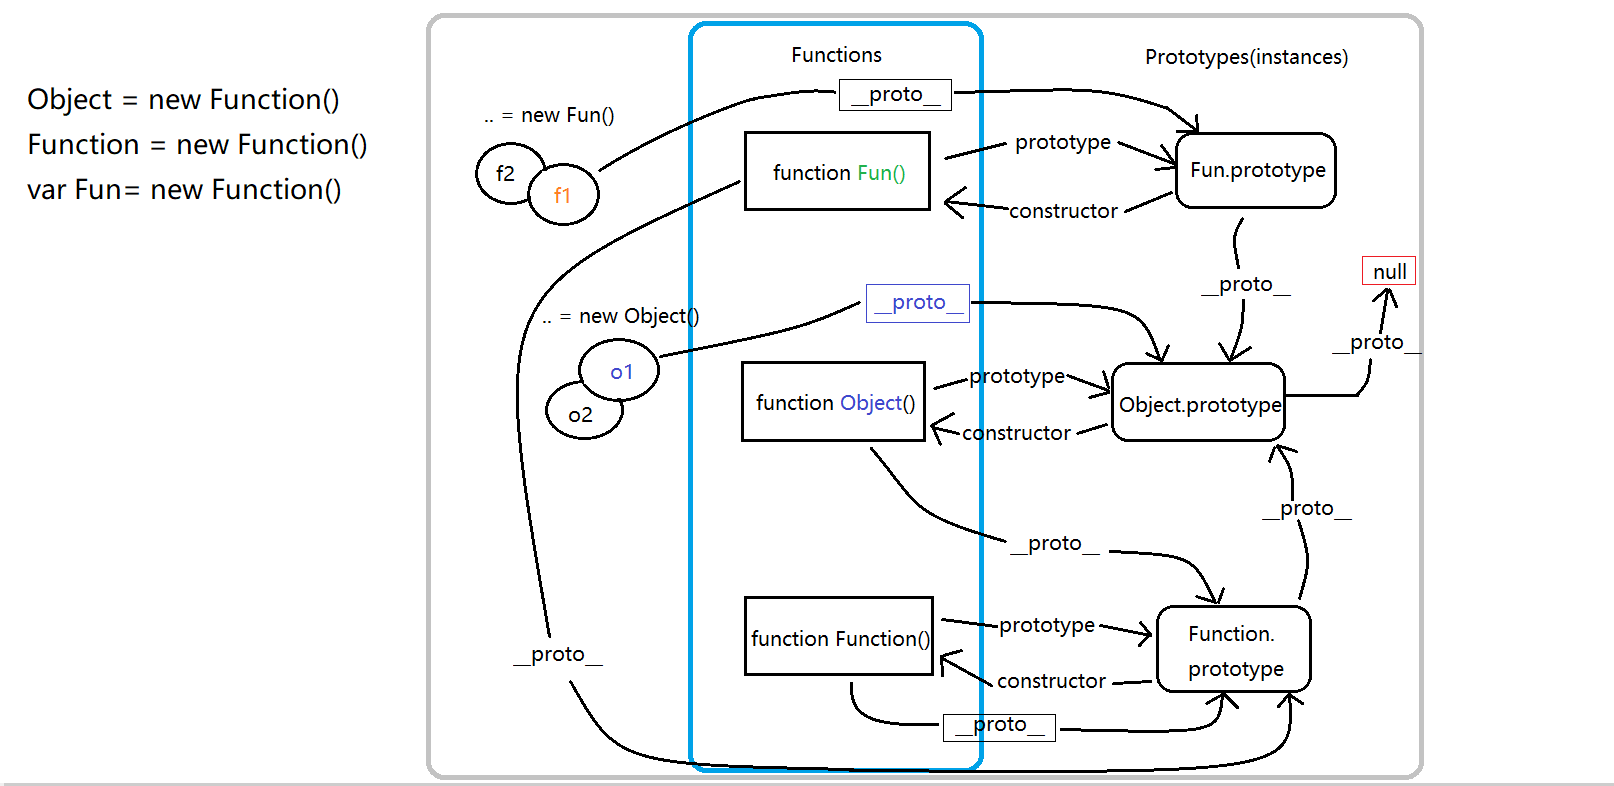 Object = new Function()
Function = new Function()
var Fun= new Function()
Functions
Prototypes(instances)
.. = new Fun()
__proto__
f2
f1
function Fun()
prototype
constructor
Fun.prototype
__proto__
null
__proto__
.. = new Object()
__proto__
o1
o2
function Object()
prototype
constructor
Object.prototype
__proto__
__proto__
function Function()
prototype
constructor
Function.
prototype
__proto__
__proto__